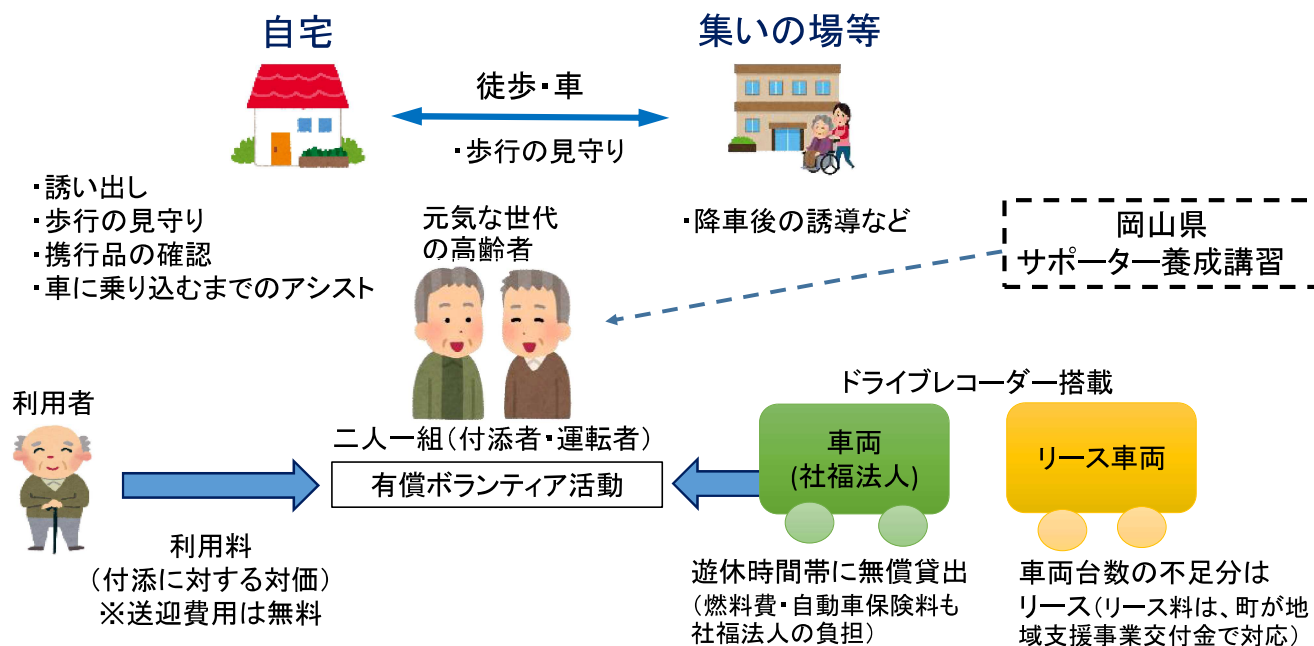 自宅
集いの場等
徒歩・車
・歩行の見守り
・誘い出し
・歩行の見守り
・携行品の確認
・車に乗り込むまでのアシスト
元気な世代
の高齢者
・降車後の誘導など
岡山県
サポーター養成講習
利用者
二人一組(付添者・運転者)
有償ボランティア活動
利用料
(付添に対する対価)
※送迎費用は無料
ドライブレコーダー搭載
車両
(社福法人)
リース車両
遊休時間帯に無償貸出
(燃料費・自動車保険料も
社福法人の負担)
車両台数の不足分は
リース(リース料は、町が地
域支援事業交付金で対応)